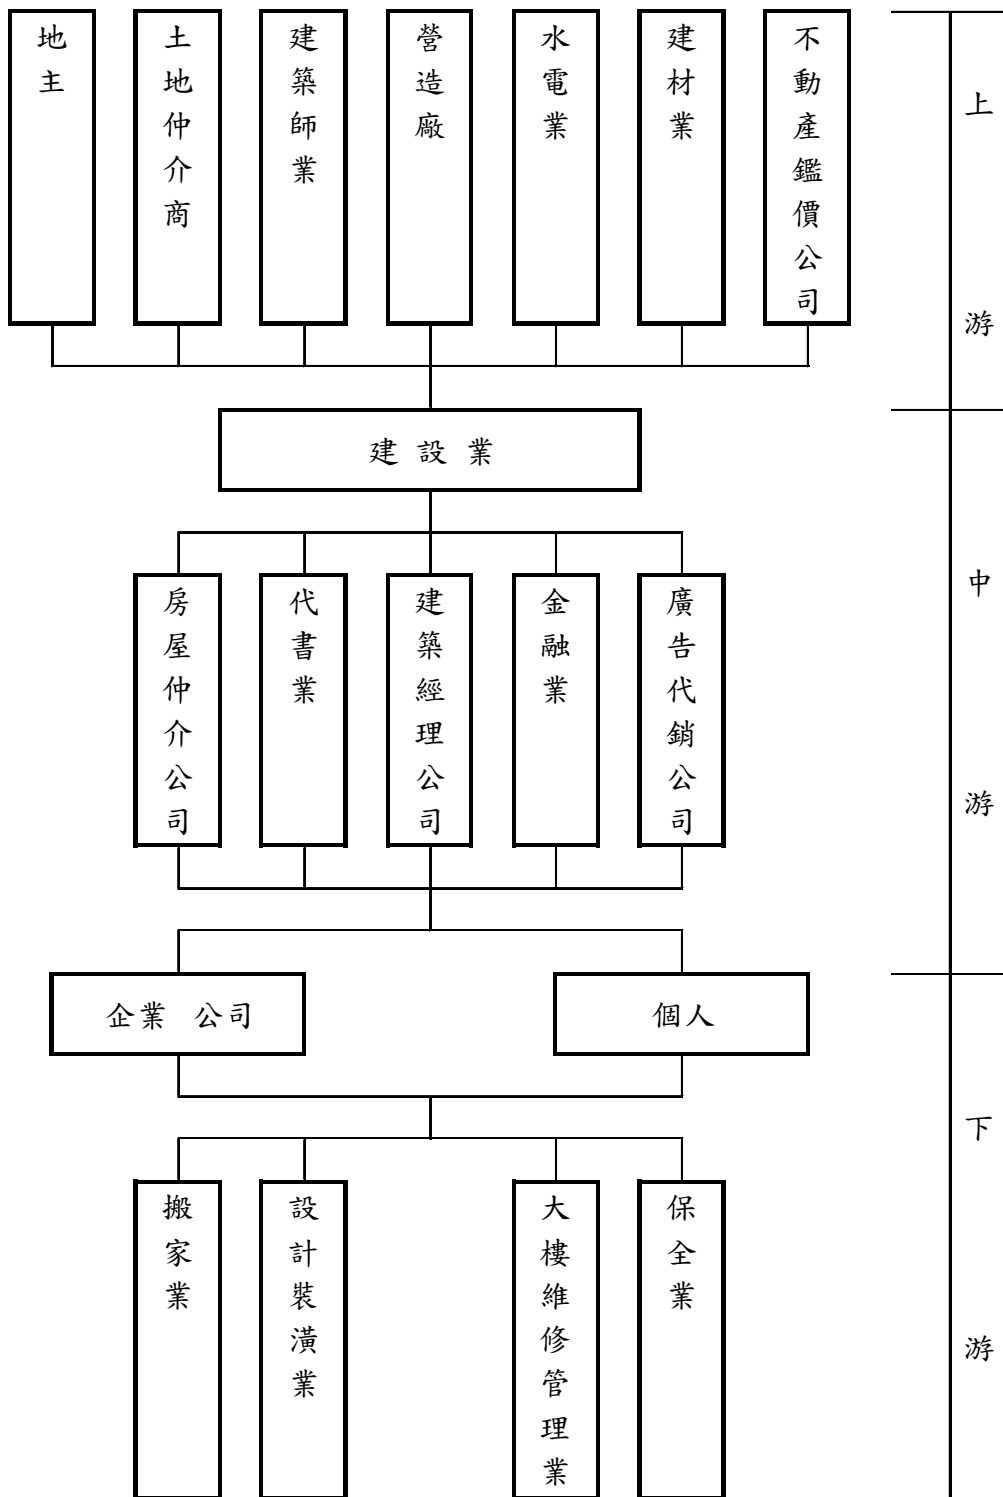 地主
土地仲介商
建築師業
營造廠
水電業
建材業
不動產鑑價公司
上游
建設業
房屋仲介公司
代書業
建築經理公司
金融業
廣告代銷公司
中游
企業 公司
個人
搬家業
設計裝潢業
大樓維修管理業
保全業
下游